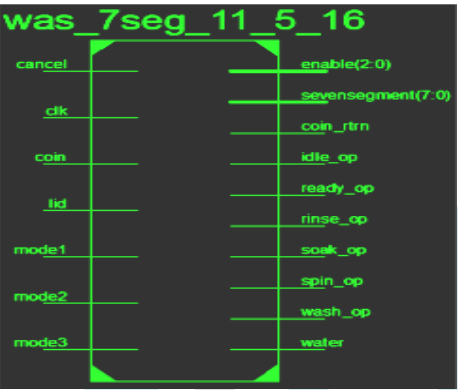 was_7seg_11_5_16
cancel
clk
coin
lid
mode1
mode2
mode3
enable(2:0)
sevensegment(7:0)
coin_rtrn
idle_op
ready_op
rinse_op
soak_op
spin_op
wash_op
water